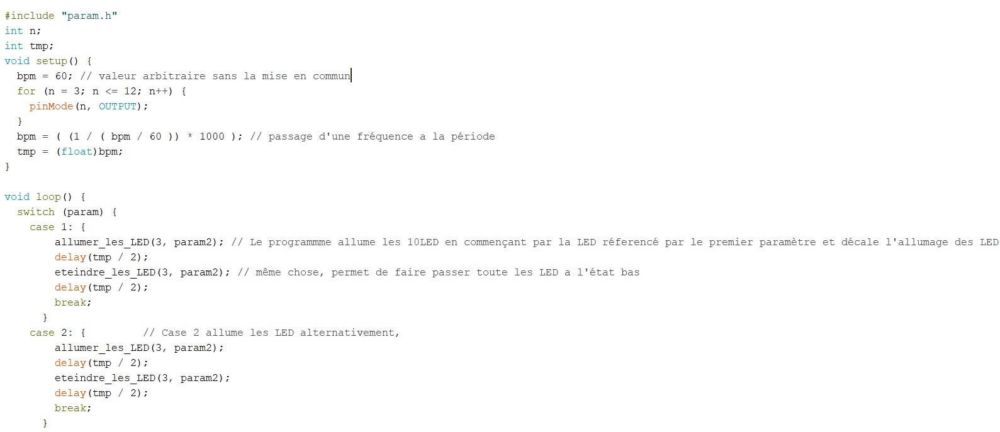 #include "param.h"
int n;
int tmp;
void setup() {
bpm = 60; // valeur arbitraire sans la mise en commun
for (n = 3; n <= 12; n++) {
pinMode(n, OUTPUT);
}
bpm = ( (1 / ( bpm / 60 )) * 1000 ); // passage d'une fréquence a la période
tmp = (float)bpm;
}
void loop() {
switch (param) {
case 1: {
allumer_les_LED(3, param2); // Le programmme allume les 10LED en commençant par la LED réferencé par le premier paramètre et décale l'allumage des LED
delay(tmp / 2);
eteindre_les_LED(3, param2); // même chose, permet de faire passer toute les LED a l'état bas
delay(tmp / 2);
break;
}
case 2: { // Case 2 allume les LED alternativement,
allumer_les_LED(3, param2);
delay(tmp / 2);
eteindre_les_LED(3, param2);
delay(tmp / 2);
break;
}